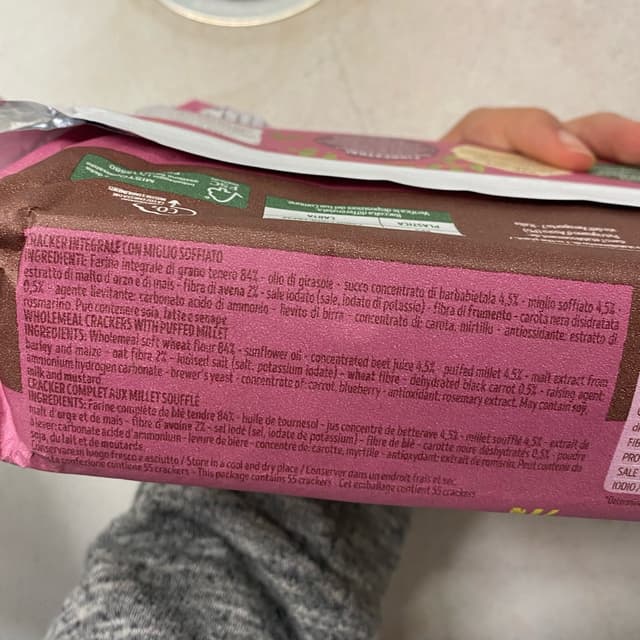 CRACKER INTEGRALE CON MIGLIO SOFFIATO
INGREDIENTI: Farina integrale di grano tenero 84% - olio di girasole - succo concentrato di barbabietola 4,5% - miglio soffiato 4,5% -
estratto di malto d'orzo e di mais - fibra di avena 2% - sale iodato (sale, iodato di potassio) - fibra di frumento - carota nera disidratata
0,5% - agente lievitante: carbonato acido di ammonio - lievito di birra - concentrato di: carota, mirtillo - antiossidante: estratto di
rosmarino. Può contenere soia, latte e senape.
WHOLEMEAL CRACKERS WITH PUFFED MILLET
INGREDIENTS: Wholemeal soft wheat flour 84% - sunflower oil - concentrated beet juice 4,5% - puffed millet 4,5% - malt extract from
barley and maize - oat fibre 2% - iodised salt (salt, potassium iodate) - wheat fibre - dehydrated black carrot 0,5% - raising agent:
ammonium hydrogen carbonate - brewer's yeast - concentrate of: carrot, blueberry - antioxidant: rosemary extract. May contain soy,
milk and mustard.
CRACKER COMPLET AUX MILLET SOUFFLÉ
INGRÉDIENTS: Farine complète de blé tendre 84% - huile de tournesol - jus concentré de betterave 4,5% - millet soufflé 4,5% - extrait de
malt d'orge et de maïs - fibre d'avoine 2% - sel iodé (sel, iodate de potassium) - fibre de blé - carotte noire déshydratés 0,5% - poudre
à lever: carbonate acide d'ammonium - levure de bière - concentré de: carotte, myrtille - antioxydant: extrait de romarin. Peut contenir du
soja, du lait et de moutarde.
Conservare in luogo fresco e asciutto / Store in a cool and dry place / Conserver dans un endroit frais et sec.
La confezione contiene 55 crackers - This package contains 55 crackers - Cet emballage contient 55 crackers
PLASTICA
CARTA
FIB
PRO
SALE